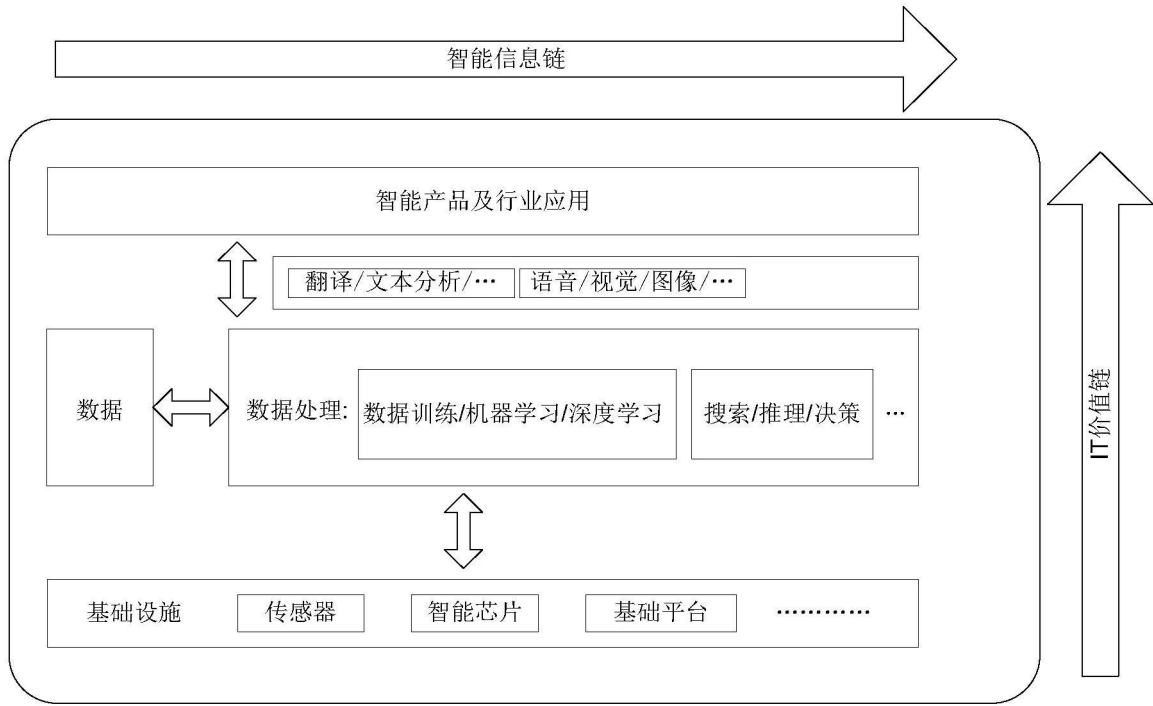 智能信息链
智能产品及行业应用
翻译/文本分析/… 语音/视觉/图像/…
数据 数据处理: 数据训练/机器学习/深度学习 搜索/推理/决策 …
IT价值链
基础设施 传感器 智能芯片 基础平台 …………